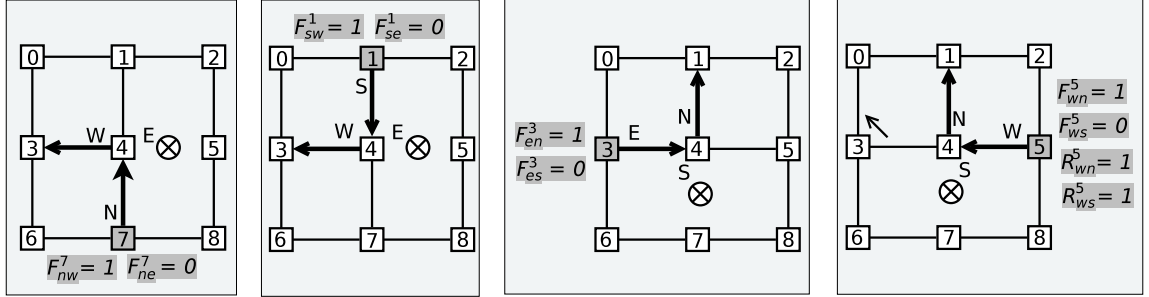 0 1 2
W E
3 4 5
N
6 7 8
F^7_nw = 1 F^7_ne = 0
F^1_sw = 1 F^1_se = 0
0 1 2
S
W E
3 4 5
6 7 8
0 1 2
N
F^3_en = 1 E
3 4 5
F^3_es = 0 S
6 7 8
0 1 2
F^5_wn = 1
N W F^5_ws = 0
3 4 5
S R^5_wn = 1
R^5_ws = 1
6 7 8